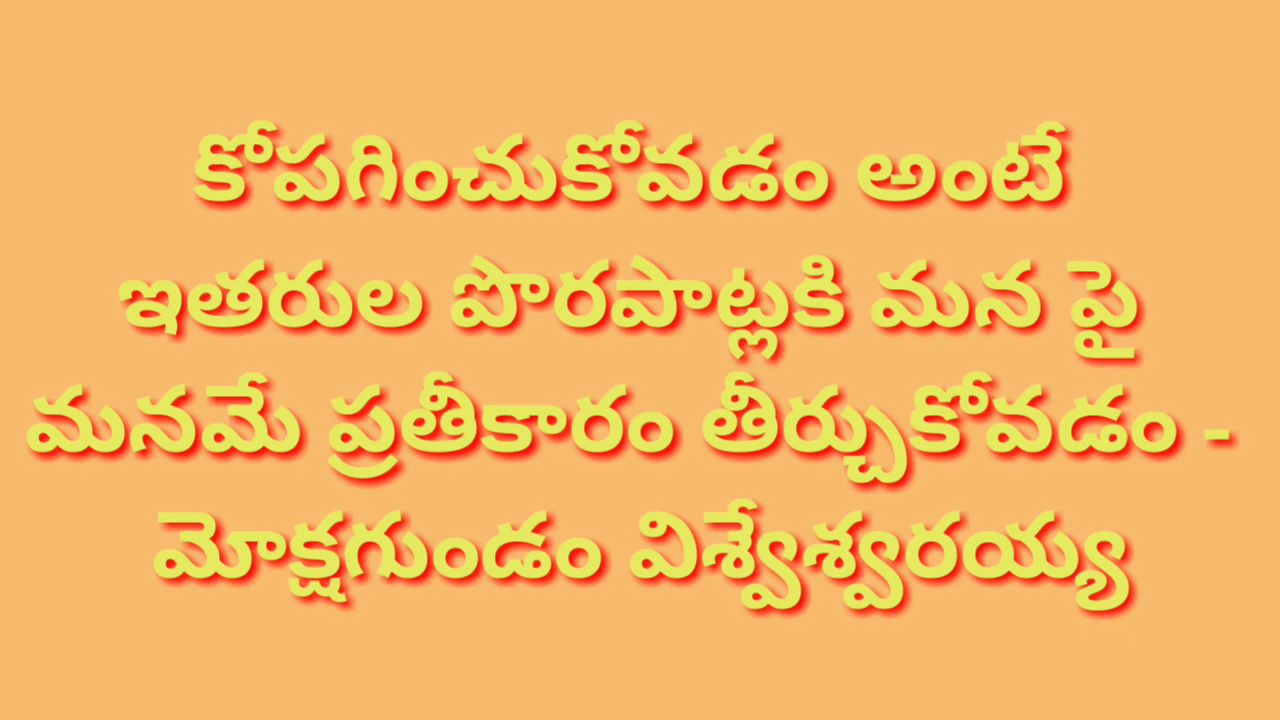 కోపగించుకోవడం అంటే
ఇతరుల పొరపాట్లకి మన పై
మనమే ప్రతీకారం తీర్చుకోవడం -
మోక్షగుండం విశ్వేశ్వరయ్య